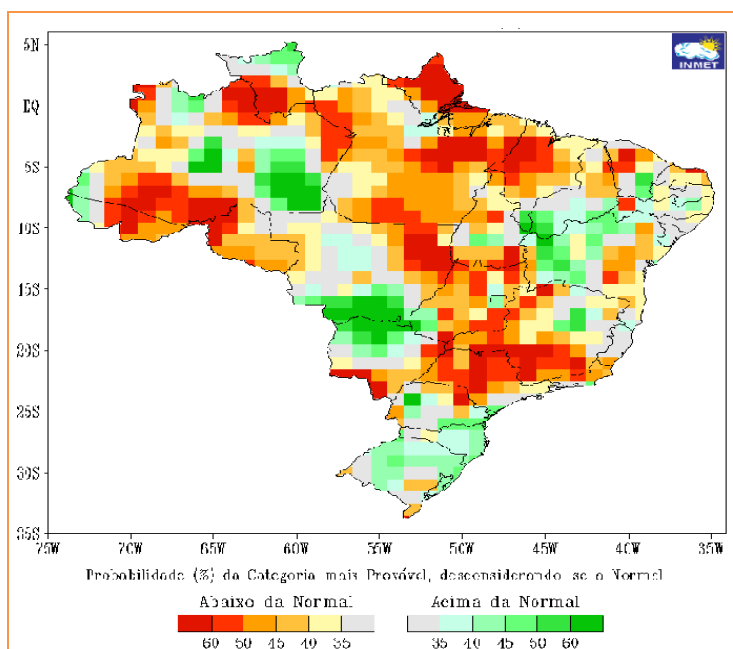 INMET
5N
EQ
5S
10S
15S
20S
25S
30S
35S
75W 70W 65W 60W 55W 50W 45W 40W 35W
Probabilidade (%) da Categoria mais Provável, desconsiderando se o Normal
Abaixo da Normal Acima da Normal
60 50 45 40 35 35 40 45 50 60